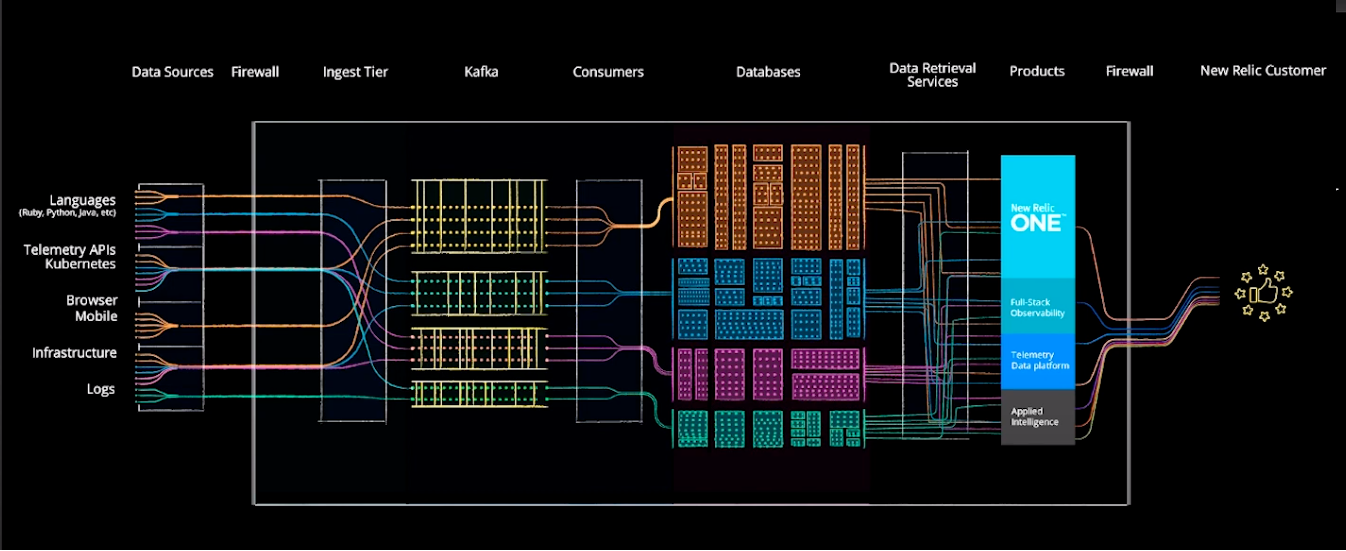 Data Sources
Firewall
Ingest Tier
Kafka
Consumers
Databases
Data Retrieval
Services
Products
Firewall
New Relic Customer
Languages
(Ruby, Python, Java, etc)
Telemetry APIs
Kubernetes
Browser
Mobile
Infrastructure
Logs
New Relic
ONE™
Full-Stack
Observability
Telemetry
Data platform
Applied
Intelligence